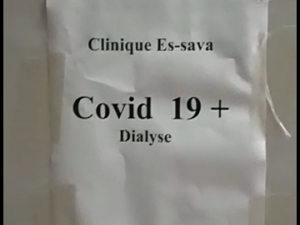 Clinique Es-sava
Covid 19 +
Dialyse